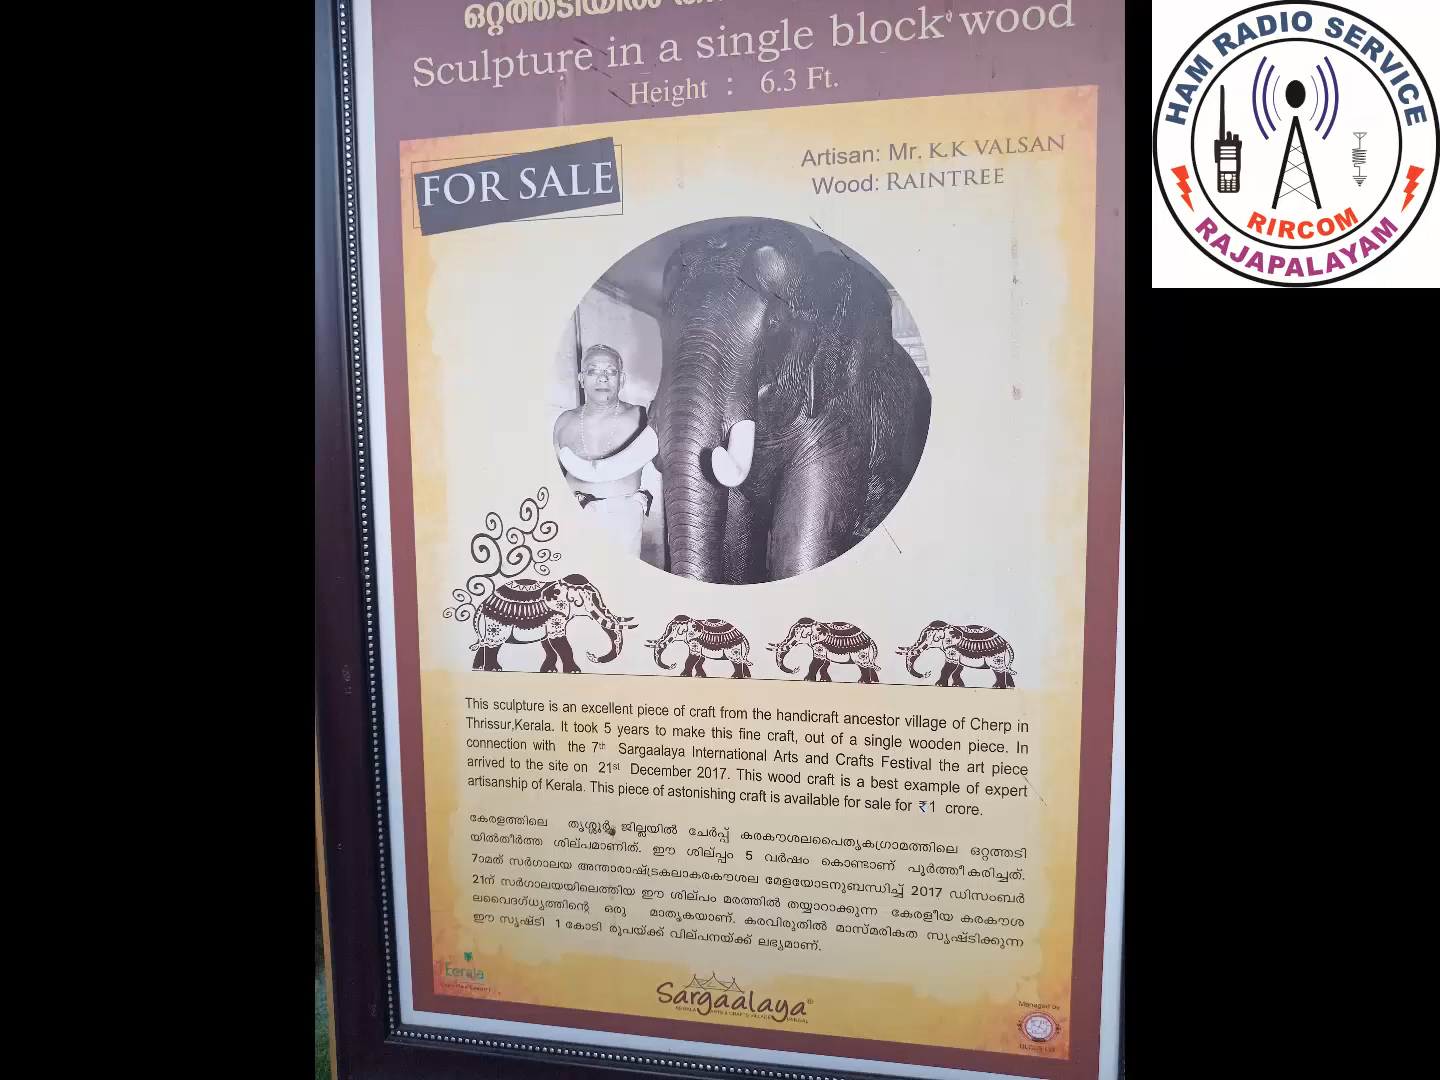 ഒറ്റത്തടിയിൽ
Sculpture in a single block wood
Height : 6.3 Ft.
FOR SALE
Artisan: Mr. K.K VALSAN
Wood: RAINTREE
This sculpture is an excellent piece of craft from the handicraft ancestor village of Cherp in
Thrissur,Kerala. It took 5 years to make this fine craft, out of a single wooden piece. In
connection with the 7th Sargaalaya International Arts and Crafts Festival the art piece
arrived to the site on 21st December 2017. This wood craft is a best example of expert
artisanship of Kerala. This piece of astonishing craft is available for sale for ₹1 crore.
കേരളത്തിലെ തൃശ്ശൂർ ജില്ലയിൽ ചേർപ്പ് കരകൗശലപൈതൃകഗ്രാമത്തിലെ ഒറ്റത്തടി
യിൽതീർത്ത ശില്പമാണിത്. ഈ ശില്പ്പം 5 വർഷം കൊണ്ടാണ് പൂർത്തീകരിച്ചത്.
7ാമത് സർഗാലയ അന്താരാഷ്ട്രകലാകരകൗശല മേളയോടനുബന്ധിച്ച് 2017 ഡിസംബർ
21ന് സർഗാലയയിലെത്തിയ ഈ ശില്പം മരത്തിൽ തയ്യാറാക്കുന്ന കേരളീയ കരകൗശ
ലവൈദഗ്ധ്യത്തിന്റെ ഒരു മാതൃകയാണ്. കരവിരുതിൽ മാസ്മരികത സൃഷ്ടിക്കുന്ന
ഈ സൃഷ്ടി 1 കോടി രൂപയ്ക്ക് വില്പനയ്ക്ക് ലഭ്യമാണ്.
Kerala
Sargaalaya®
KERALA ARTS & CRAFTS VILLAGE
Managed by
HAM RADIO SERVICE
RIRCOM
RAJAPALAYAM